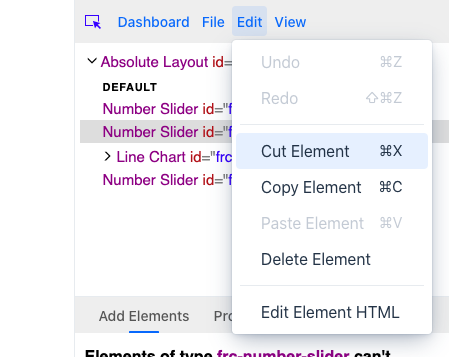 Dashboard File Edit View
Absolute Layout id=
DEFAULT
Number Slider id="f
Number Slider id="f
Line Chart id="frc
Number Slider id="f
Undo ⌘Z
Redo ⇧⌘Z
Cut Element ⌘X
Copy Element ⌘C
Paste Element ⌘V
Delete Element
Edit Element HTML
Add Elements Pro
Elements of type frc-number-slider can't